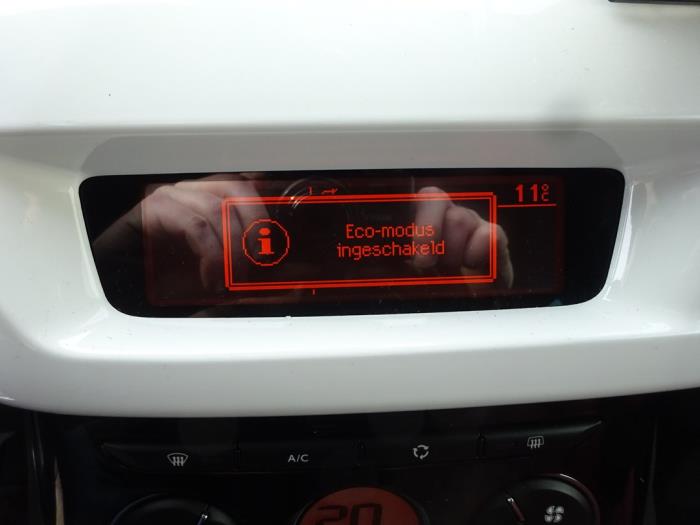 11°C
i
Eco-modus
ingeschakeld
A/C
20